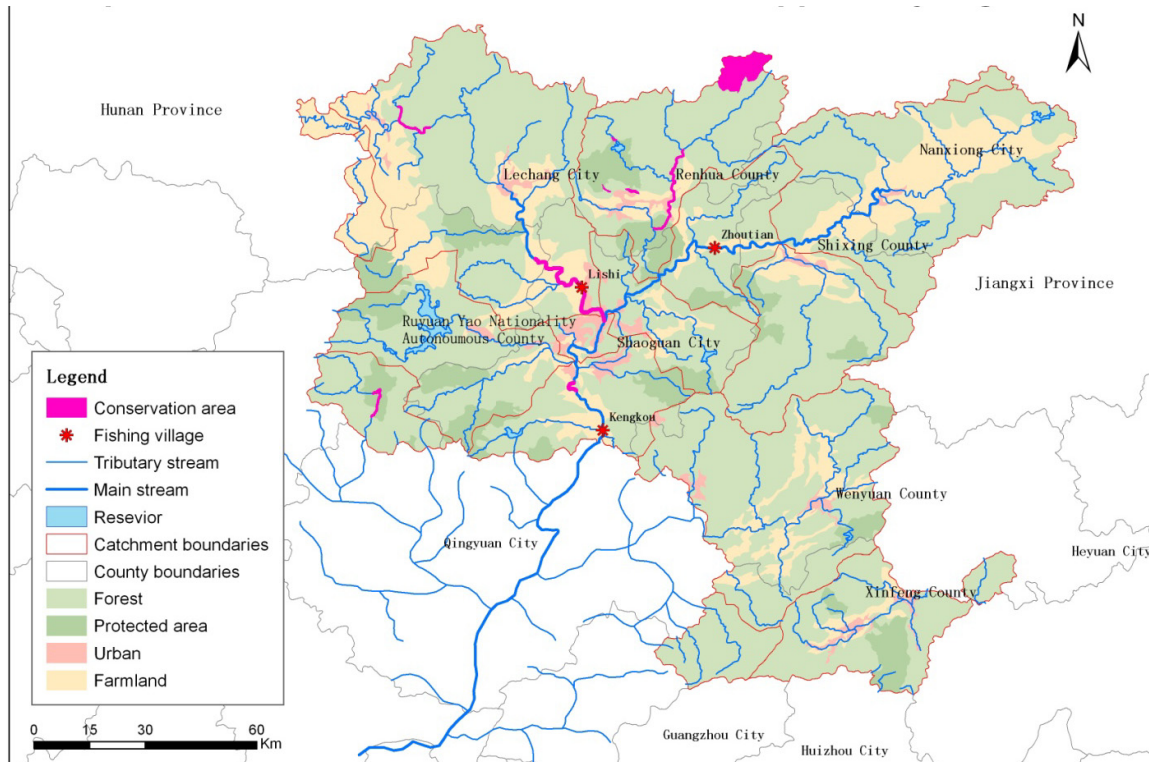 N
Hunan Province
Nanxiong City
Lechang City
Renhua County
Zhoutian
Shixing County
Lishi
Jiangxi Province
Ruyuan Yao Nationality
Autonoumous County
Shaoguan City
Legend
Conservation area
Fishing village
Tributary stream
Main stream
Resevior
Catchment boundaries
County boundaries
Forest
Protected area
Urban
Farmland
Kengkou
Wenyuan County
Qingyuan City
Heyuan City
Xinfeng County
0 15 30 60
Km
Guangzhou City
Huizhou City